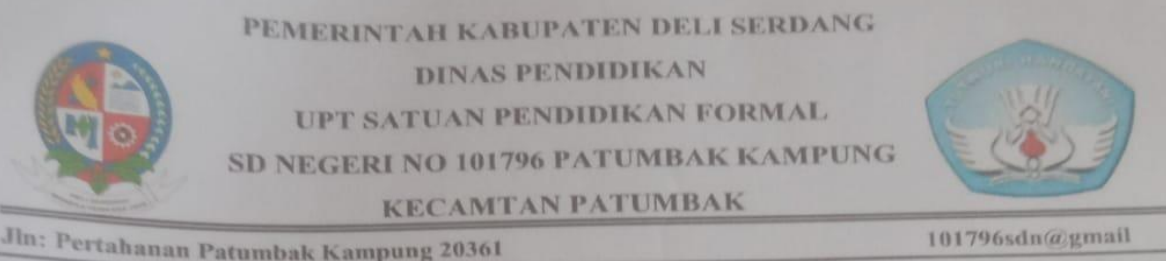 PEMERINTAH KABUPATEN DELI SERDANG
DINAS PENDIDIKAN
UPT SATUAN PENDIDIKAN FORMAL
SD NEGERI NO 101796 PATUMBAK KAMPUNG
KECAMTAN PATUMBAK
Jln: Pertahanan Patumbak Kampung 20361
101796sdn@gmail